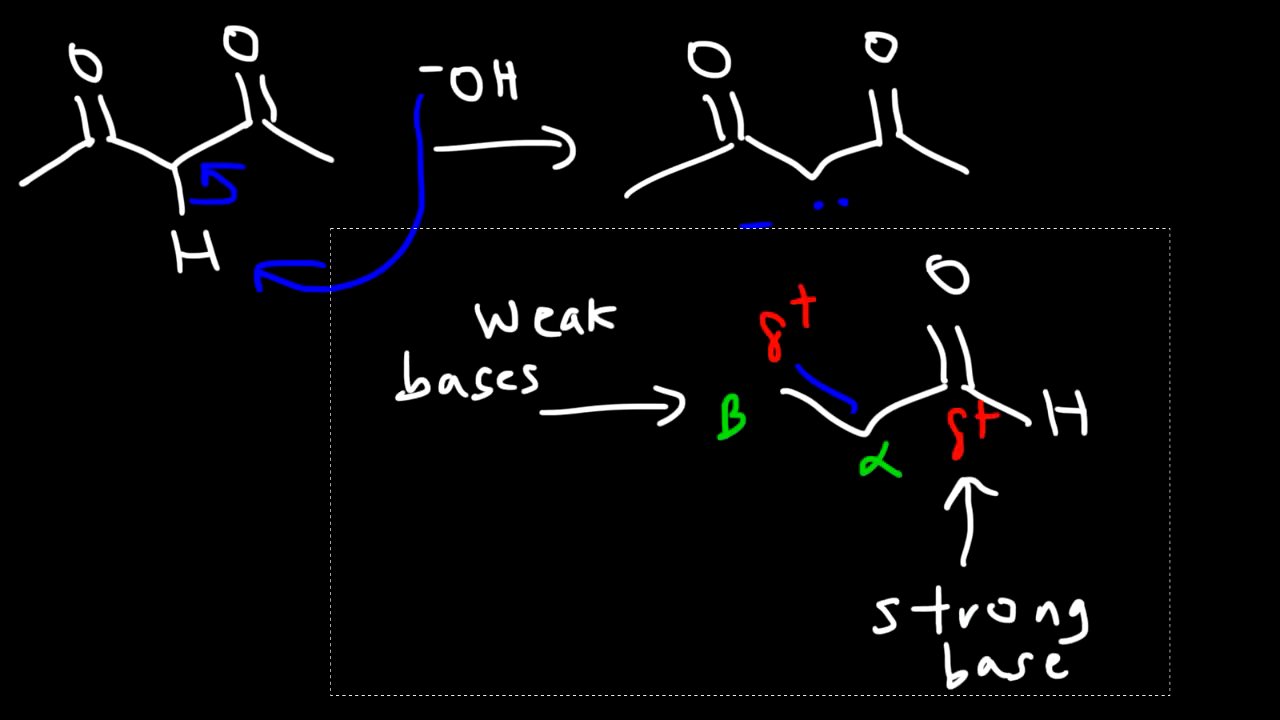 O O ⁻OH O O
H
O
Weak δ+
bases
β δ+ H
α
strong
base